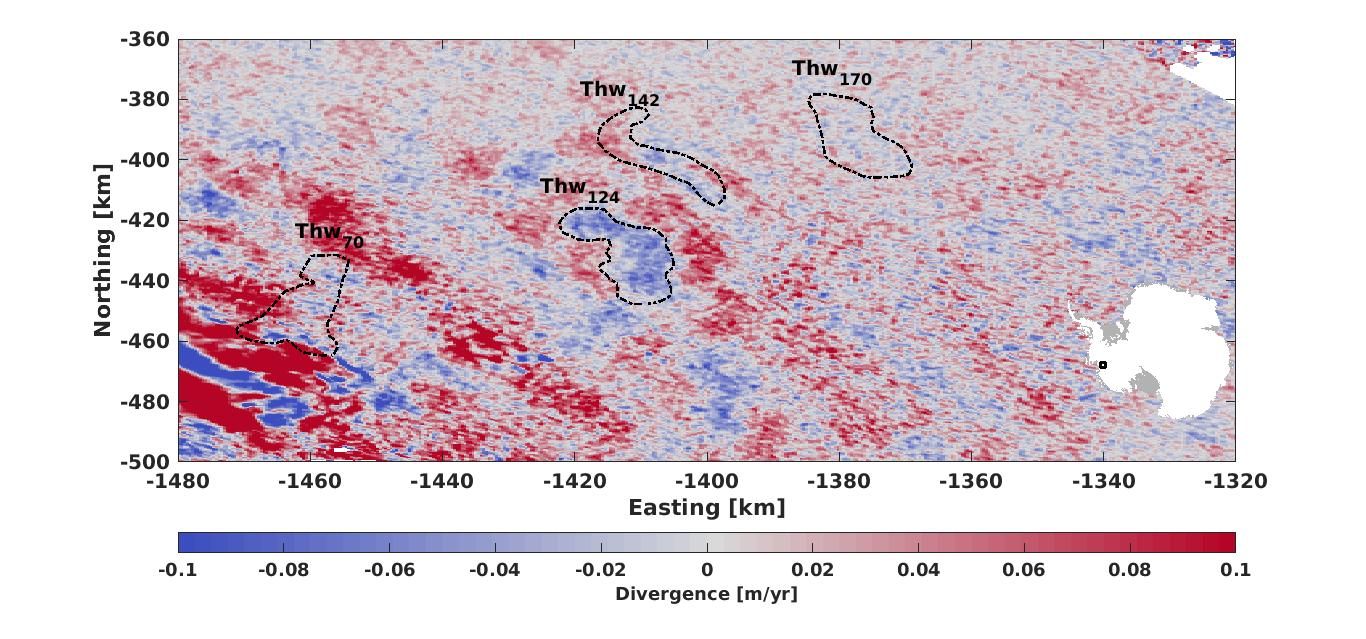 -360
-380
-400
-420
-440
-460
-480
-500
Northing [km]
Thw170
Thw142
Thw124
Thw70
-1480 -1460 -1440 -1420 -1400 -1380 -1360 -1340 -1320
Easting [km]
-0.1 -0.08 -0.06 -0.04 -0.02 0 0.02 0.04 0.06 0.08 0.1
Divergence [m/yr]